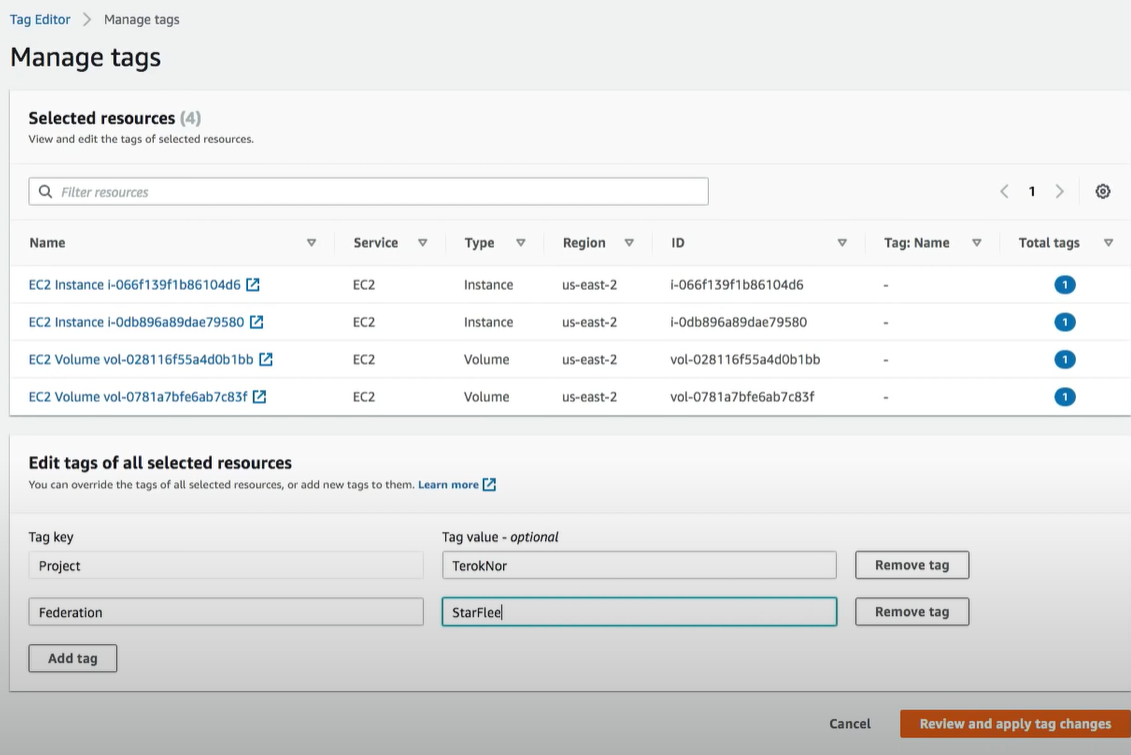 Tag Editor > Manage tags
Manage tags
Selected resources (4)
View and edit the tags of selected resources.
Filter resources
1
Name Service Type Region ID Tag: Name Total tags
EC2 Instance i-066f139f1b86104d6 EC2 Instance us-east-2 i-066f139f1b86104d6 - 1
EC2 Instance i-0db896a89dae79580 EC2 Instance us-east-2 i-0db896a89dae79580 - 1
EC2 Volume vol-028116f55a4d0b1bb EC2 Volume us-east-2 vol-028116f55a4d0b1bb - 1
EC2 Volume vol-0781a7bfe6ab7c83f EC2 Volume us-east-2 vol-0781a7bfe6ab7c83f - 1
Edit tags of all selected resources
You can override the tags of all selected resources, or add new tags to them. Learn more
Tag key Tag value - optional
Project TerokNor Remove tag
Federation StarFlee Remove tag
Add tag
Cancel Review and apply tag changes